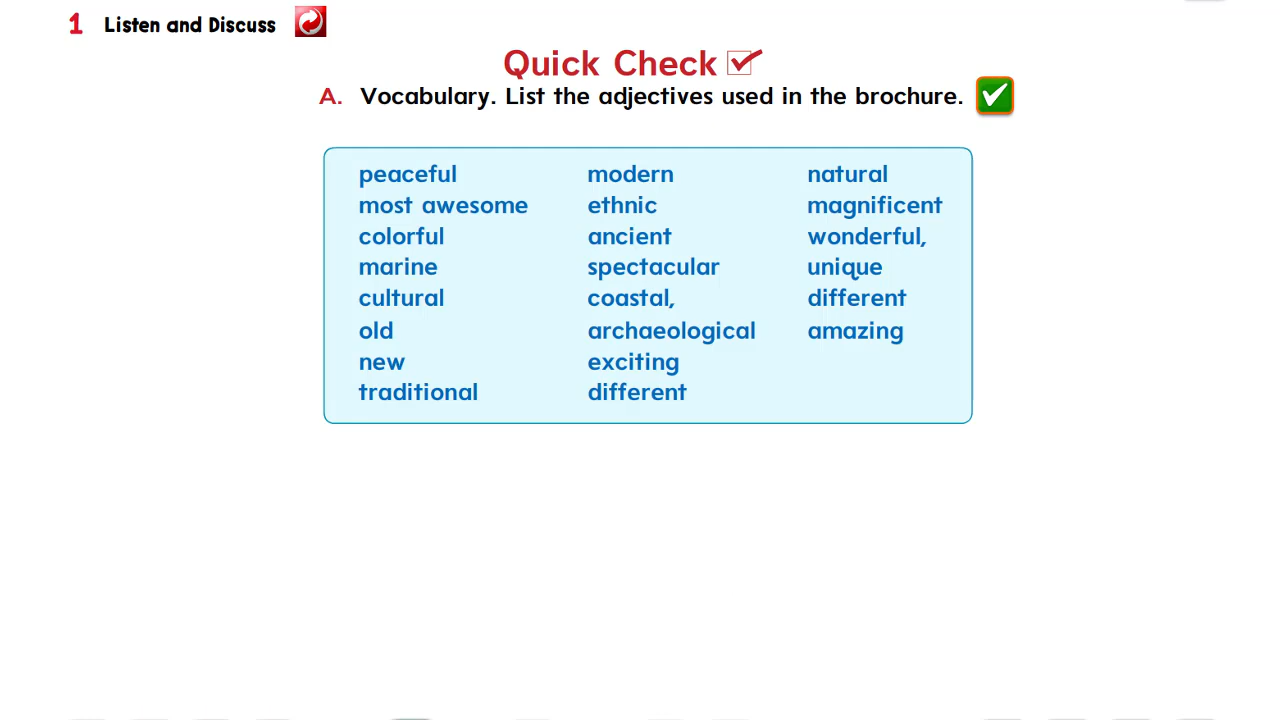 1 Listen and Discuss
Quick Check
A. Vocabulary. List the adjectives used in the brochure.
peaceful
most awesome
colorful
marine
cultural
old
new
traditional
modern
ethnic
ancient
spectacular
coastal,
archaeological
exciting
different
natural
magnificent
wonderful,
unique
different
amazing